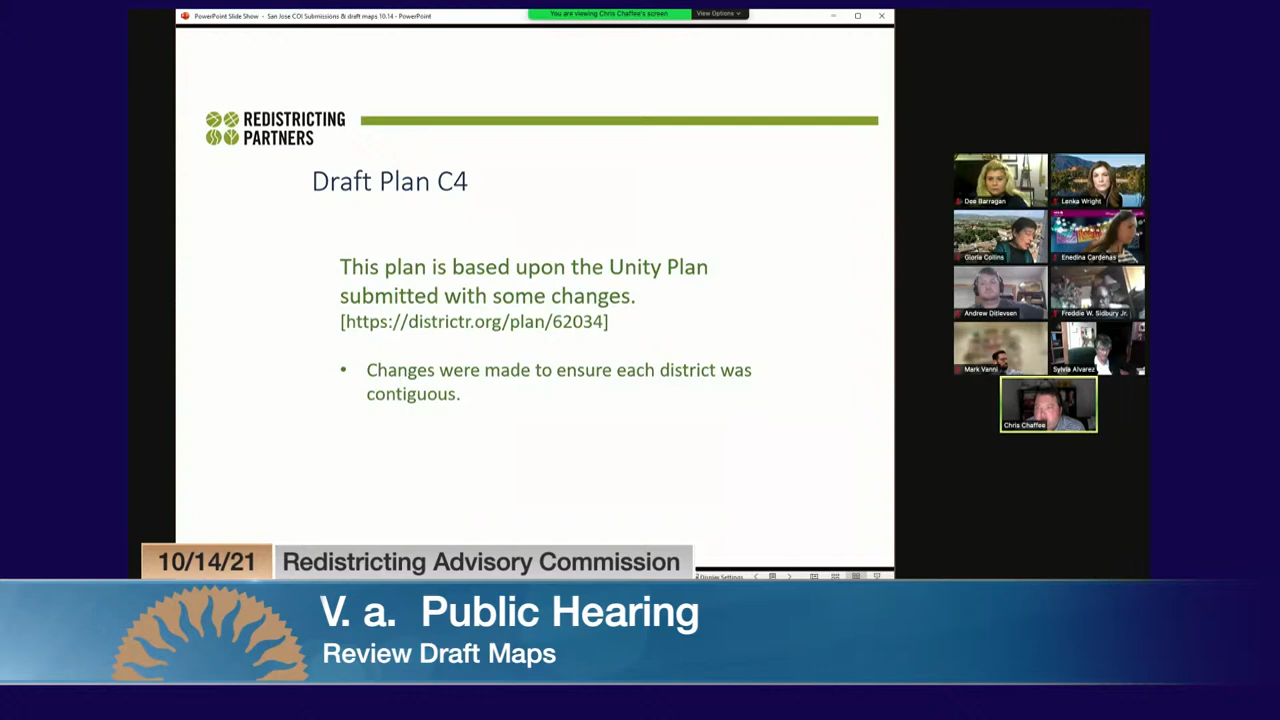 PowerPoint Slide Show - San Jose COI Submissions & draft maps 10.14 - PowerPoint
You are viewing Chris Chaffee's screen
View Options
REDISTRICTING
PARTNERS
Draft Plan C4
This plan is based upon the Unity Plan
submitted with some changes.
[https://districtr.org/plan/62034]
• Changes were made to ensure each district was
contiguous.
Dee Barragan
Lenka Wright
Gloria Collins
Enedina Cardenas
Andrew Ditlevsen
Freddie W. Sidbury Jr.
Mark Vanni
Sylvia Alvarez
Chris Chaffee
Display Settings
10/14/21
Redistricting Advisory Commission
V. a. Public Hearing
Review Draft Maps